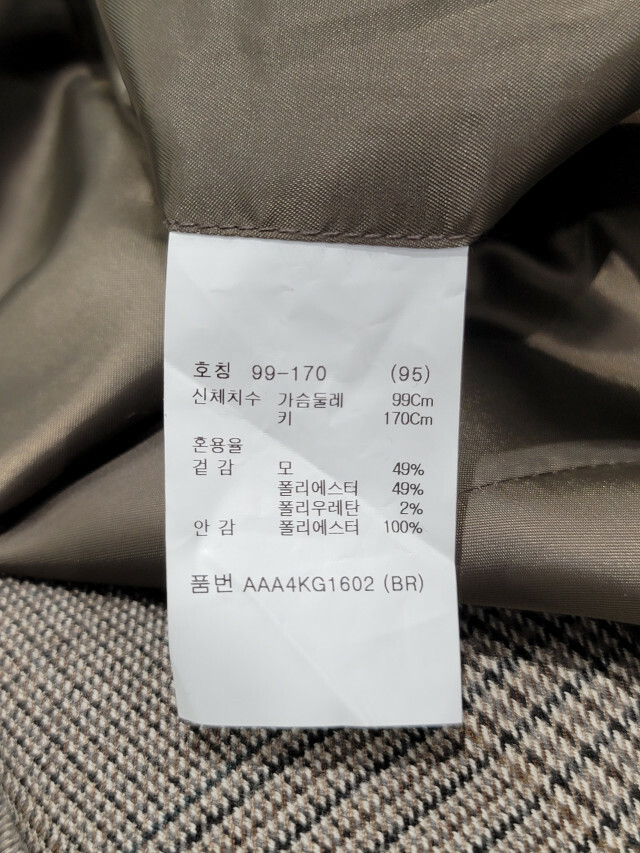 호칭 99-170 (95)
신체치수 가슴둘레 99Cm
키 170Cm
혼용율
겉감 모 49%
폴리에스터 49%
폴리우레탄 2%
안감 폴리에스터 100%
품번 AAA4KG1602 (BR)